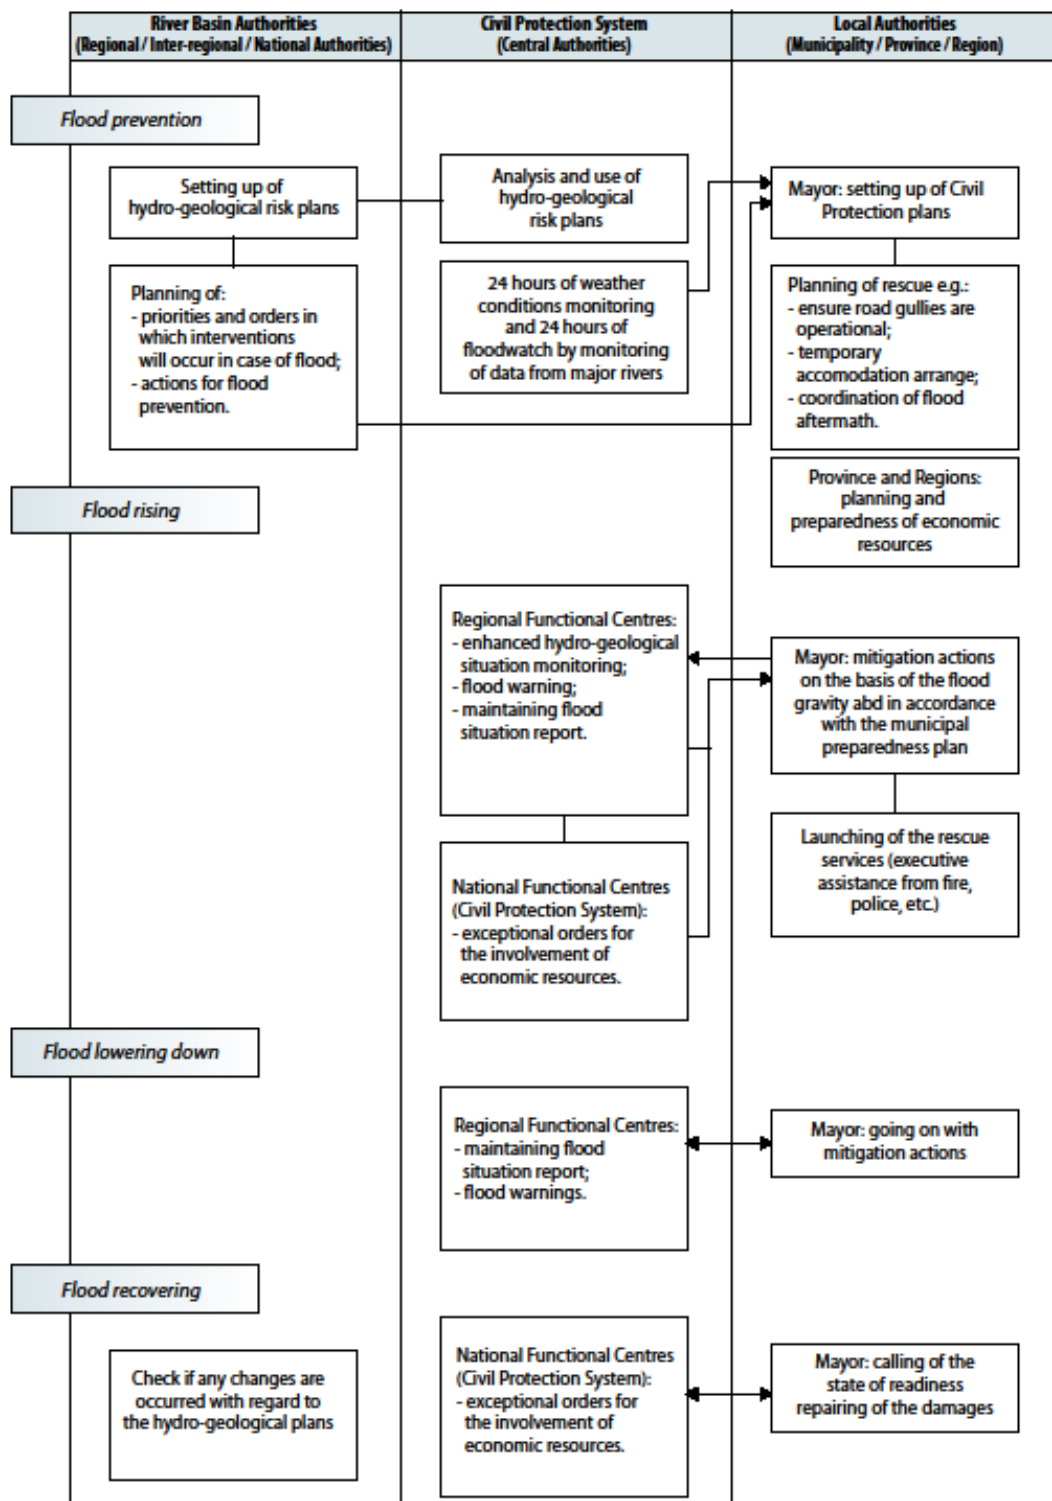 River Basin Authorities
(Regional / Inter-regional / National Authorities)
Civil Protection System
(Central Authorities)
Local Authorities
(Municipality / Province / Region)
Flood prevention
Setting up of
hydro-geological risk plans
Analysis and use of
hydro-geological
risk plans
Mayor: setting up of Civil
Protection plans
Planning of:
- priorities and orders in
which interventions
will occur in case of flood;
- actions for flood
prevention.
24 hours of weather
conditions monitoring
and 24 hours of
floodwatch by monitoring
of data from major rivers
Planning of rescue e.g.:
- ensure road gullies are
operational;
- temporary
accomodation arrange;
- coordination of flood
aftermath.
Province and Regions:
planning and
preparedness of economic
resources
Flood rising
Regional Functional Centres:
- enhanced hydro-geological
situation monitoring;
- flood warning;
- maintaining flood
situation report.
Mayor: mitigation actions
on the basis of the flood
gravity abd in accordance
with the municipal
preparedness plan
National Functional Centres
(Civil Protection System):
- exceptional orders for
the involvement of
economic resources.
Launching of the rescue
services (executive
assistance from fire,
police, etc.)
Flood lowering down
Regional Functional Centres:
- maintaining flood
situation report;
- flood warnings.
Mayor: going on with
mitigation actions
Flood recovering
Check if any changes are
occurred with regard to
the hydro-geological plans
National Functional Centres
(Civil Protection System):
- exceptional orders for
the involvement of
economic resources.
Mayor: calling of the
state of readiness
repairing of the damages